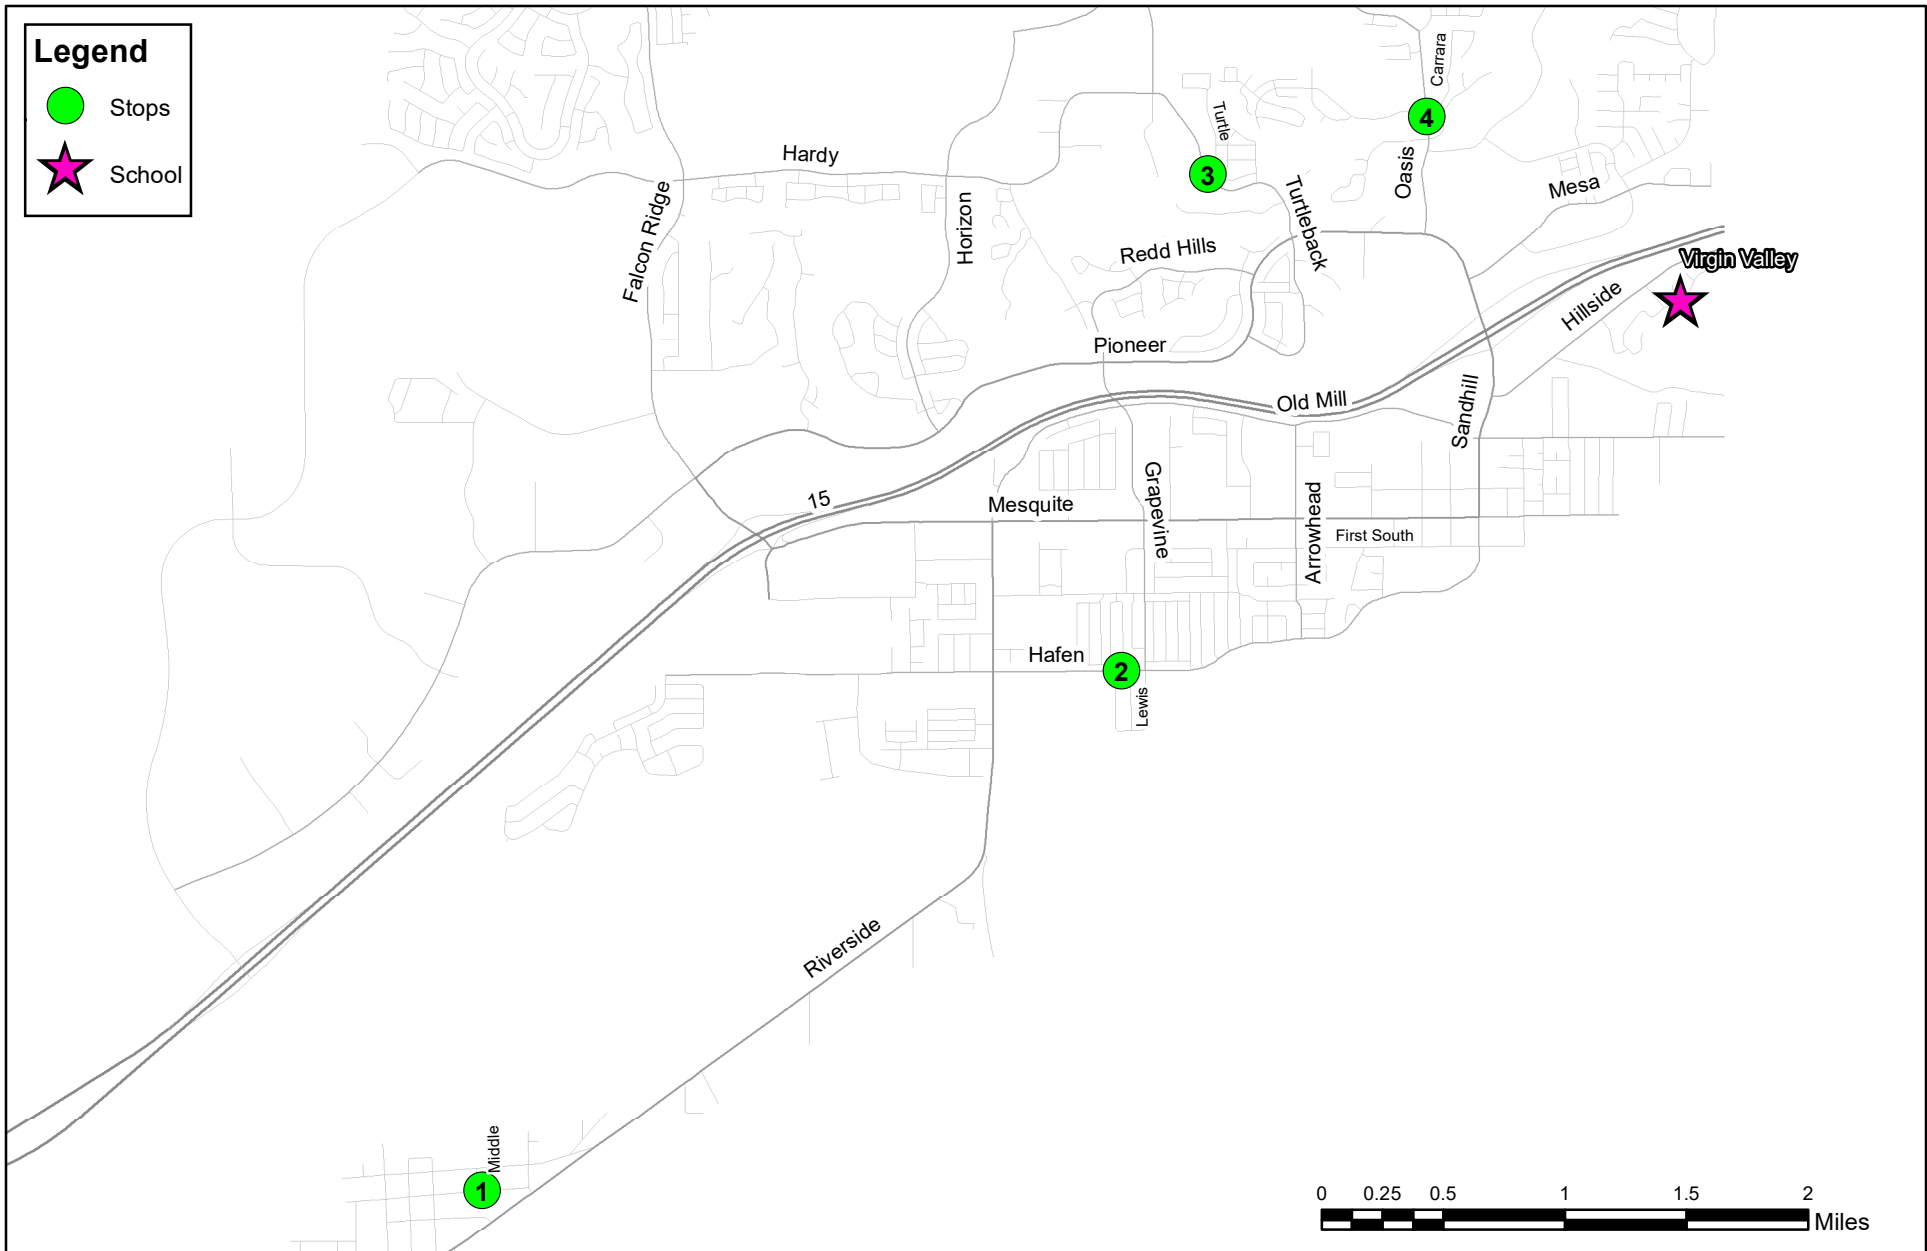 Legend
Stops
School
Carrara
4
Turtle
Hardy
3
Oasis
Mesa
Falcon Ridge
Horizon
Turtleback
Redd Hills
Virgin Valley
Hillside
Pioneer
Old Mill
Sandhill
15
Mesquite
Grapevine
Arrowhead
First South
Hafen
2
Lewis
Riverside
Middle
1
0 0.25 0.5 1 1.5 2
Miles